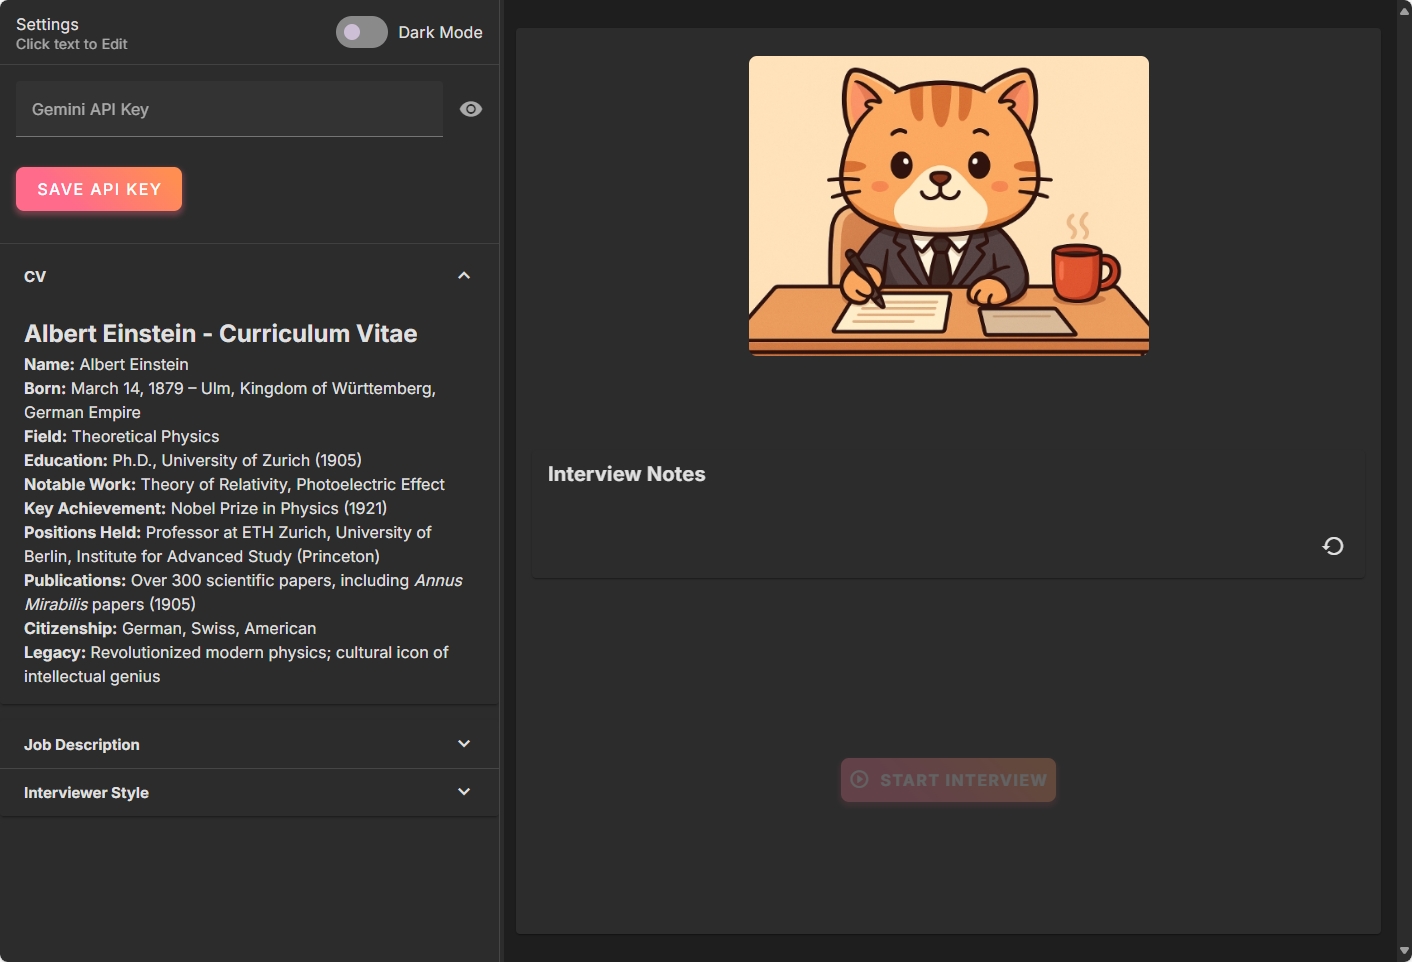 Settings
Click text to Edit
Dark Mode
Gemini API Key
SAVE API KEY
CV
Albert Einstein - Curriculum Vitae
Name: Albert Einstein
Born: March 14, 1879 – Ulm, Kingdom of Württemberg,
German Empire
Field: Theoretical Physics
Education: Ph.D., University of Zurich (1905)
Notable Work: Theory of Relativity, Photoelectric Effect
Key Achievement: Nobel Prize in Physics (1921)
Positions Held: Professor at ETH Zurich, University of
Berlin, Institute for Advanced Study (Princeton)
Publications: Over 300 scientific papers, including Annus
Mirabilis papers (1905)
Citizenship: German, Swiss, American
Legacy: Revolutionized modern physics; cultural icon of
intellectual genius
Job Description
Interviewer Style
Interview Notes
START INTERVIEW